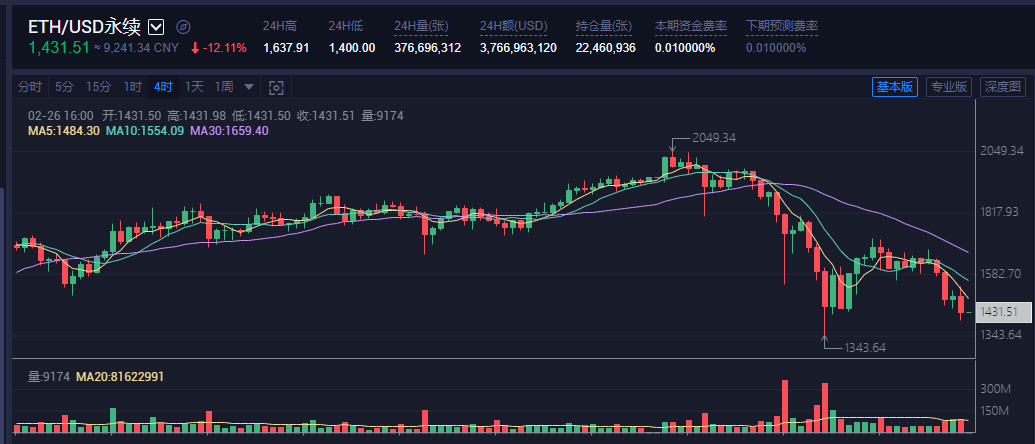 ETH/USD永续
1,431.51 ≈ 9,241.34 CNY -12.11%
24H高 24H低 24H量(张) 24H额(USD) 持仓量(张) 本期资金费率 下期预测费率
1,637.91 1,400.00 376,696,312 3,766,963,120 22,460,936 0.010000% 0.010000%
分时 5分 15分 1时 4时 1天 1周 基本版 专业版 深度图
02-26 16:00 开:1431.50 高:1431.98 低:1431.50 收:1431.51 量:9174
MA5:1484.30 MA10:1554.09 MA30:1659.40
2049.34
2049.34
1817.93
1582.70
1431.51
1343.64
1343.64
量:9174 MA20:81622991
300M
150M